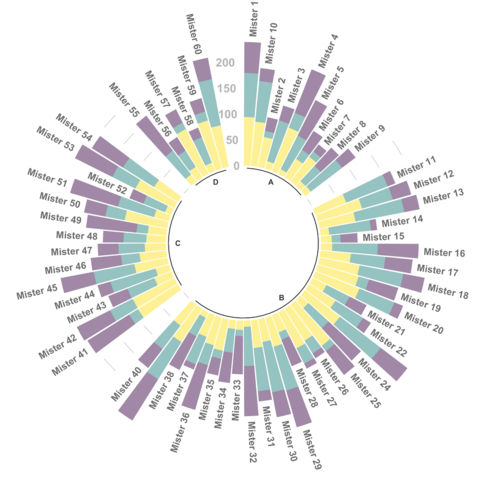 200
150
100
50
0
Mister 1
Mister 10
Mister 2
Mister 3
Mister 4
Mister 5
Mister 6
Mister 7
Mister 8
Mister 9
Mister 11
Mister 12
Mister 13
Mister 14
Mister 15
Mister 16
Mister 17
Mister 18
Mister 19
Mister 20
Mister 21
Mister 22
Mister 24
Mister 25
Mister 26
Mister 27
Mister 28
Mister 29
Mister 30
Mister 31
Mister 32
Mister 33
Mister 34
Mister 35
Mister 36
Mister 37
Mister 38
Mister 40
Mister 41
Mister 42
Mister 43
Mister 44
Mister 45
Mister 46
Mister 47
Mister 48
Mister 49
Mister 50
Mister 51
Mister 52
Mister 53
Mister 54
Mister 55
Mister 56
Mister 57
Mister 58
Mister 59
Mister 60
A
B
C
D